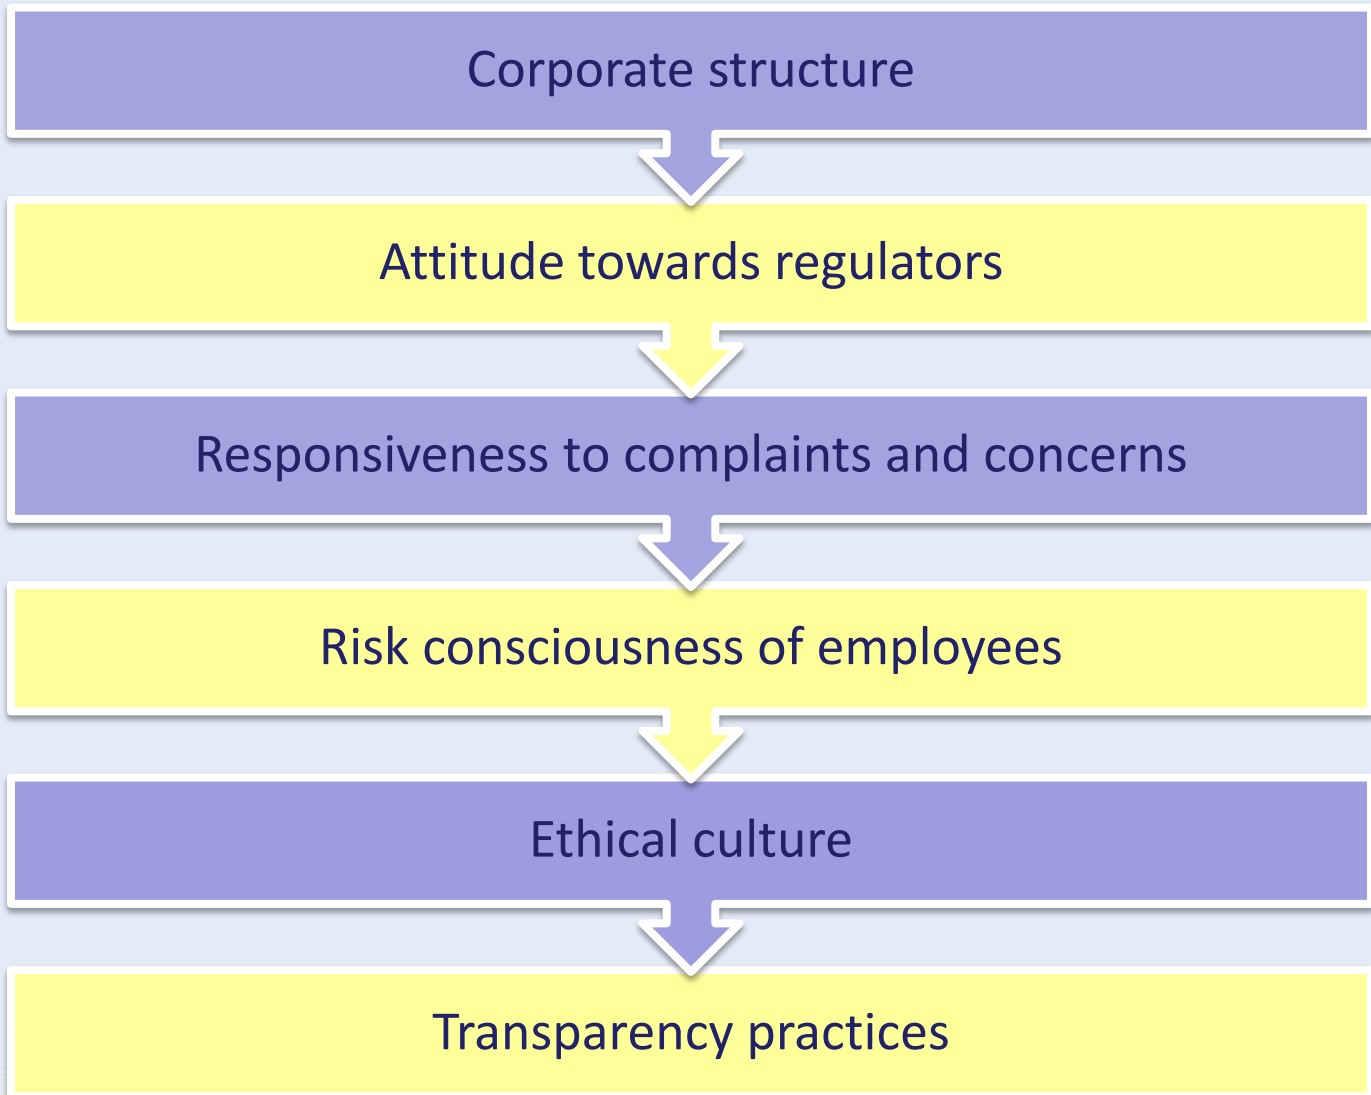 Corporate structure
Attitude towards regulators
Responsiveness to complaints and concerns
Risk consciousness of employees
Ethical culture
Transparency practices